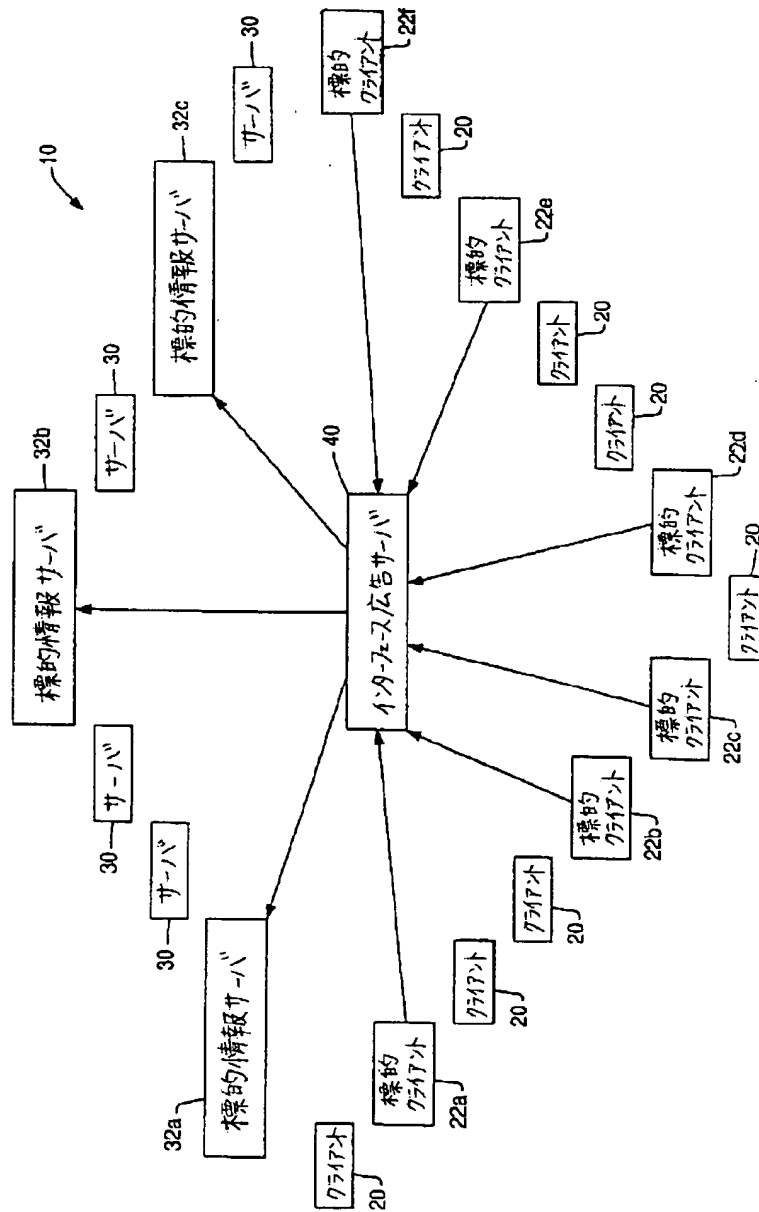 10
32b
標的情報サーバ
30
サーバ
32c
標的情報サーバ
30
サーバ
30
サーバ
30
サーバ
32a
標的情報サーバ
40
インターフェース/広告サーバ
22f
標的
クライアント
20
クライアント
22e
標的
クライアント
20
クライアント
20
クライアント
22d
標的
クライアント
20
クライアント
標的
クライアント
22c
標的
クライアント
22b
クライアント
20
クライアント
20
標的
クライアント
22a
クライアント
20